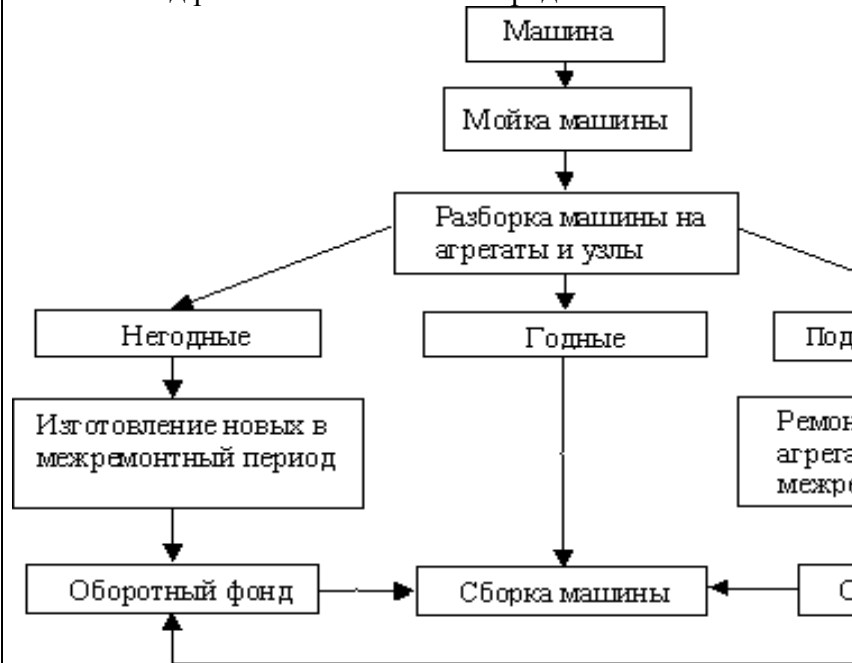 Машина
Мойка машины
Разборка машины на
агрегаты и узлы
Негодные
Годные
Изготовление новых в
межремонтный период
Оборотный фонд
Сборка машины